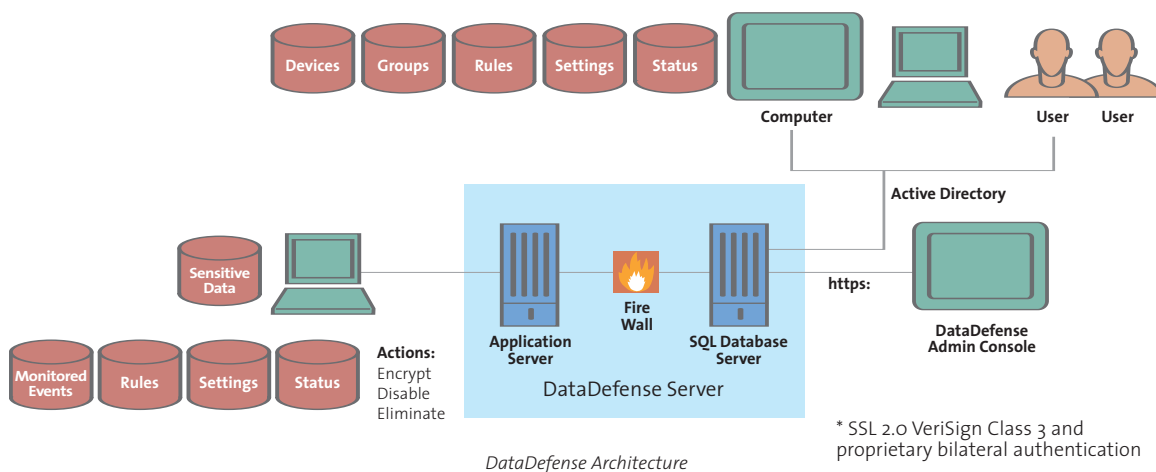 Devices
Groups
Rules
Settings
Status
Computer
User
User
Active Directory
Sensitive
Data
Fire
Wall
https:
Application
Server
SQL Database
Server
DataDefense
Admin Console
Monitored
Events
Rules
Settings
Status
Actions:
Encrypt
Disable
Eliminate
DataDefense Server
* SSL 2.0 VeriSign Class 3 and
proprietary bilateral authentication
DataDefense Architecture